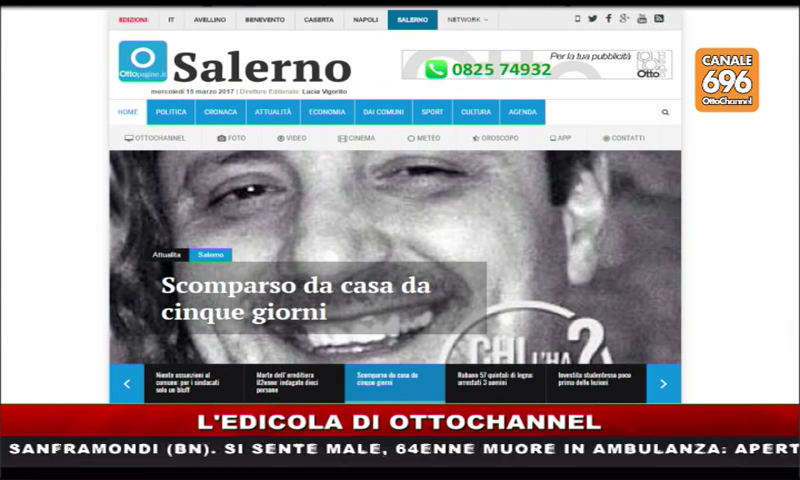 EDIZIONI: IT AVELLINO BENEVENTO CASERTA NAPOLI SALERNO NETWORK
Ottopagine.it
Salerno
Per la tua pubblicità
0825 74932
Otto
CANALE
696
OttoChannel
mercoledì 15 marzo 2017 | Direttore Editoriale: Lucia Vigorito
HOME POLITICA CRONACA ATTUALITÀ ECONOMIA DAI COMUNI SPORT CULTURA AGENDA
OTTOCHANNEL FOTO VIDEO CINEMA METEO OROSCOPO APP CONTATTI
Attualita Salerno
Scomparso da casa da
cinque giorni
CHI L'HA ?
Niente assunzioni al
comune: per i sindacati
solo un bluff
Morte dell'ereditiera
indagate dieci
persone
Scomparso da casa da
cinque giorni
Rubano 57 quintali di legna:
arrestati 3 uomini
Investita studentessa poco
prima delle lezioni
L'EDICOLA DI OTTOCHANNEL
SANFRAMONDI (BN). SI SENTE MALE, 64ENNE MUORE IN AMBULANZA: APERT